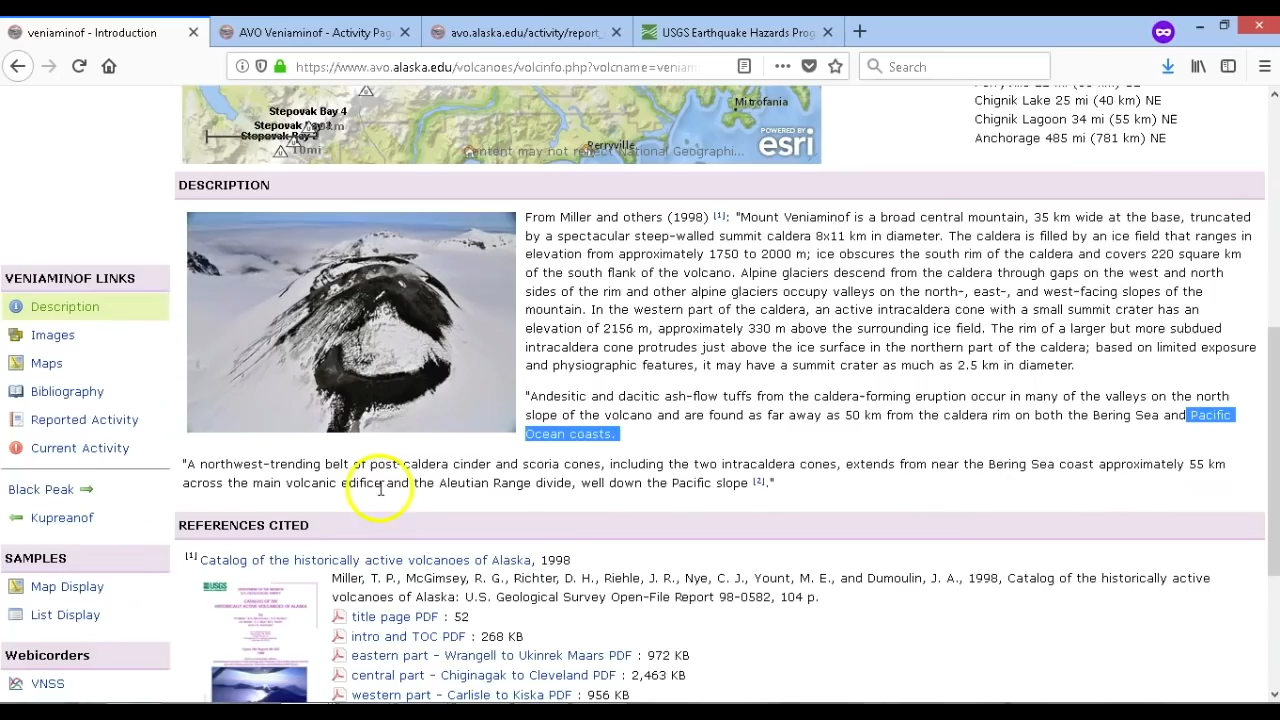 veniaminof - Introduction
AVO Veniaminof - Activity Page
avo.alaska.edu/activity/report_
USGS Earthquake Hazards Prog
https://www.avo.alaska.edu/volcanoes/volcinfo.php?volcname=veniam
Search
Stepovak Bay 4
Mitrofania
10mi
Perryville
Content may not reflect National Geographi...
POWERED BY
esri
Chignik Lake 25 mi (40 km) NE
Chignik Lagoon 34 mi (55 km) NE
Anchorage 485 mi (781 km) NE
DESCRIPTION
From Miller and others (1998) [1]: "Mount Veniaminof is a broad central mountain, 35 km wide at the base, truncated
by a spectacular steep-walled summit caldera 8x11 km in diameter. The caldera is filled by an ice field that ranges in
elevation from approximately 1750 to 2000 m; ice obscures the south rim of the caldera and covers 220 square km
of the south flank of the volcano. Alpine glaciers descend from the caldera through gaps on the west and north
sides of the rim and other alpine glaciers occupy valleys on the north-, east-, and west-facing slopes of the
mountain. In the western part of the caldera, an active intracaldera cone with a small summit crater has an
elevation of 2156 m, approximately 330 m above the surrounding ice field. The rim of a larger but more subdued
intracaldera cone protrudes just above the ice surface in the northern part of the caldera; based on limited exposure
and physiographic features, it may have a summit crater as much as 2.5 km in diameter.
"Andesitic and dacitic ash-flow tuffs from the caldera-forming eruption occur in many of the valleys on the north
slope of the volcano and are found as far away as 50 km from the caldera rim on both the Bering Sea and Pacific
Ocean coasts.
"A northwest-trending belt of post-caldera cinder and scoria cones, including the two intracaldera cones, extends from near the Bering Sea coast approximately 55 km
across the main volcanic edifice and the Aleutian Range divide, well down the Pacific slope [2]."
VENIAMINOF LINKS
Description
Images
Maps
Bibliography
Reported Activity
Current Activity
Black Peak
Kupreanof
SAMPLES
Map Display
List Display
Webicorders
VNSS
REFERENCES CITED
[1] Catalog of the historically active volcanoes of Alaska, 1998
Miller, T. P., McGimsey, R. G., Richter, D. H., Riehle, J. R., Nye, C. J., Yount, M. E., and Dumoulin, J. A., 1998, Catalog of the historically active
volcanoes of Alaska: U.S. Geological Survey Open-File Report 98-0582, 104 p.
title page PDF : 52
intro and TOC PDF : 268 KB
eastern part - Wrangell to Ukinrek Maars PDF : 972 KB
central part - Chiginagak to Cleveland PDF : 2,463 KB
western part - Carlisle to Kiska PDF : 956 KB
USGS